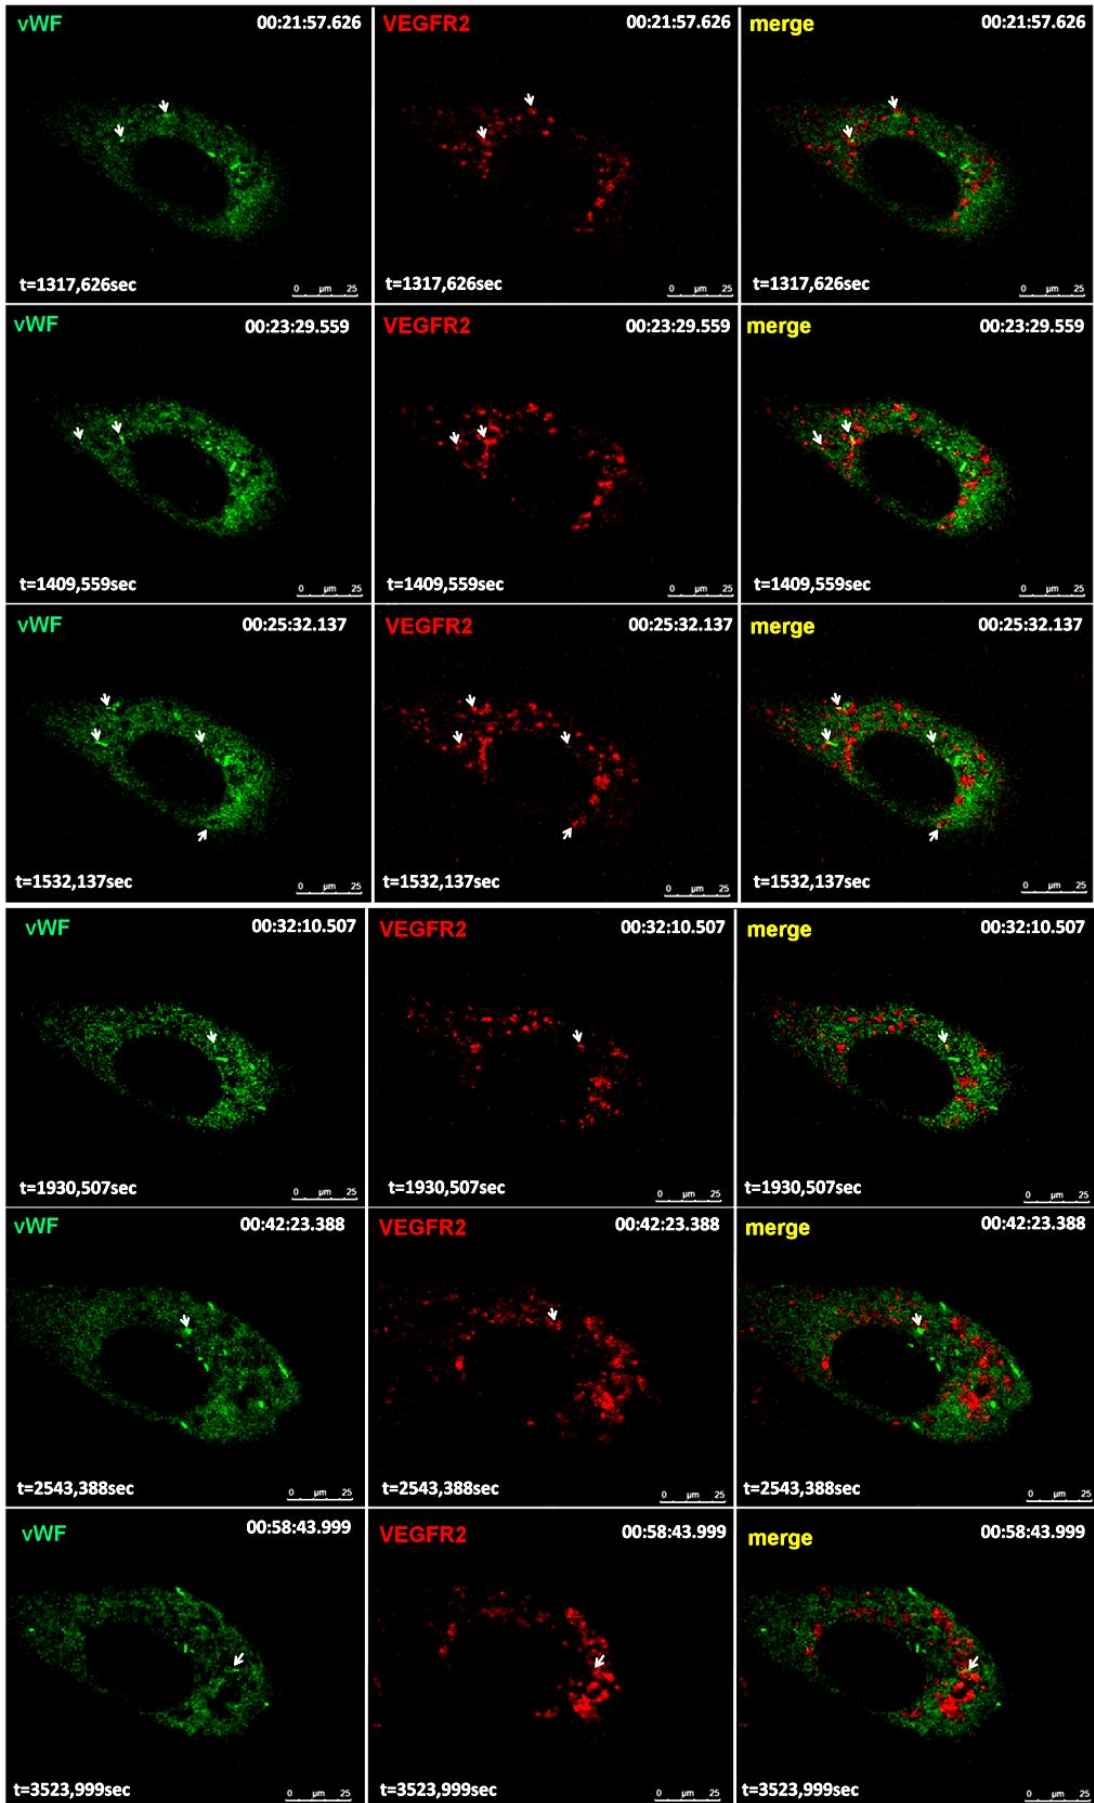 vWF 00:21:57.626 VEGFR2 00:21:57.626 merge 00:21:57.626
t=1317,626sec 0 µm 25 t=1317,626sec 0 µm 25 t=1317,626sec 0 µm 25
vWF 00:23:29.559 VEGFR2 00:23:29.559 merge 00:23:29.559
t=1409,559sec 0 µm 25 t=1409,559sec 0 µm 25 t=1409,559sec 0 µm 25
vWF 00:25:32.137 VEGFR2 00:25:32.137 merge 00:25:32.137
t=1532,137sec 0 µm 25 t=1532,137sec 0 µm 25 t=1532,137sec 0 µm 25
vWF 00:32:10.507 VEGFR2 00:32:10.507 merge 00:32:10.507
t=1930,507sec 0 µm 25 t=1930,507sec 0 µm 25 t=1930,507sec 0 µm 25
vWF 00:42:23.388 VEGFR2 00:42:23.388 merge 00:42:23.388
t=2543,388sec 0 µm 25 t=2543,388sec 0 µm 25 t=2543,388sec 0 µm 25
vWF 00:58:43.999 VEGFR2 00:58:43.999 merge 00:58:43.999
t=3523,999sec 0 µm 25 t=3523,999sec 0 µm 25 t=3523,999sec 0 µm 25